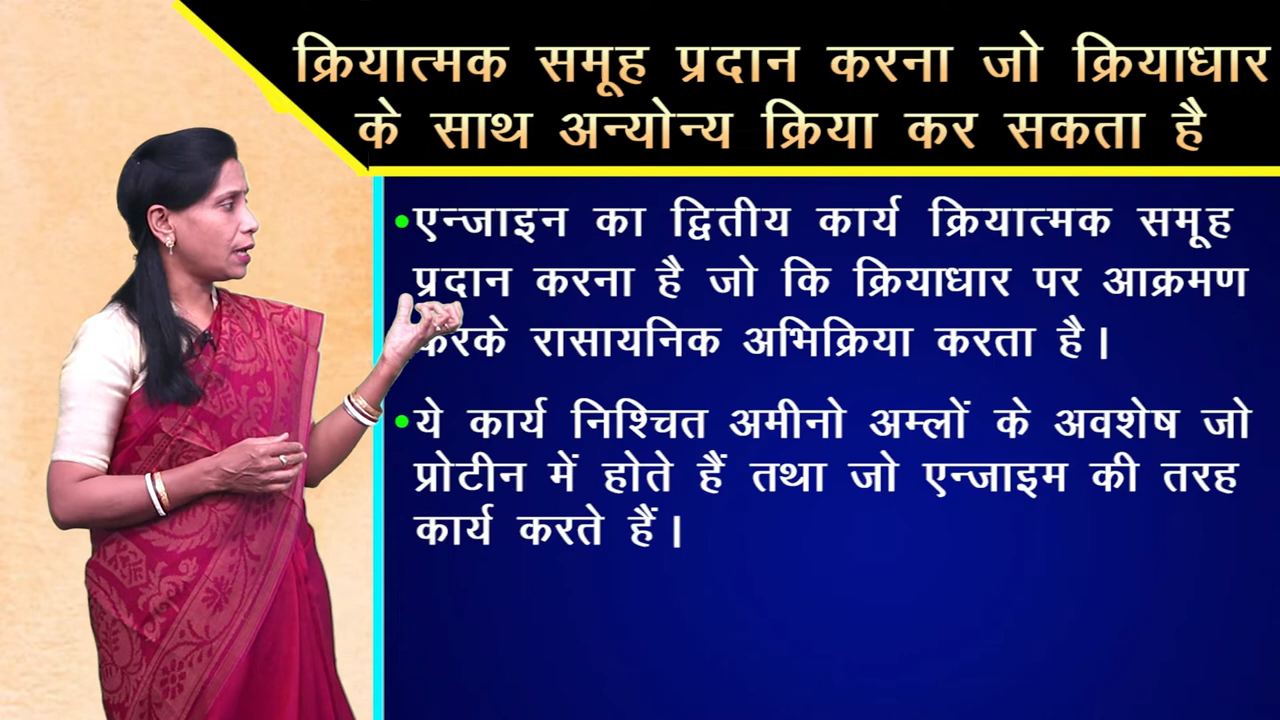 क्रियात्मक समूह प्रदान करना जो क्रियाधार
के साथ अन्योन्य क्रिया कर सकता है
•एन्जाइन का द्वितीय कार्य क्रियात्मक समूह
प्रदान करना है जो कि क्रियाधार पर आक्रमण
करके रासायनिक अभिक्रिया करता है।
•ये कार्य निश्चित अमीनो अम्लों के अवशेष जो
प्रोटीन में होते हैं तथा जो एन्जाइम की तरह
कार्य करते हैं।